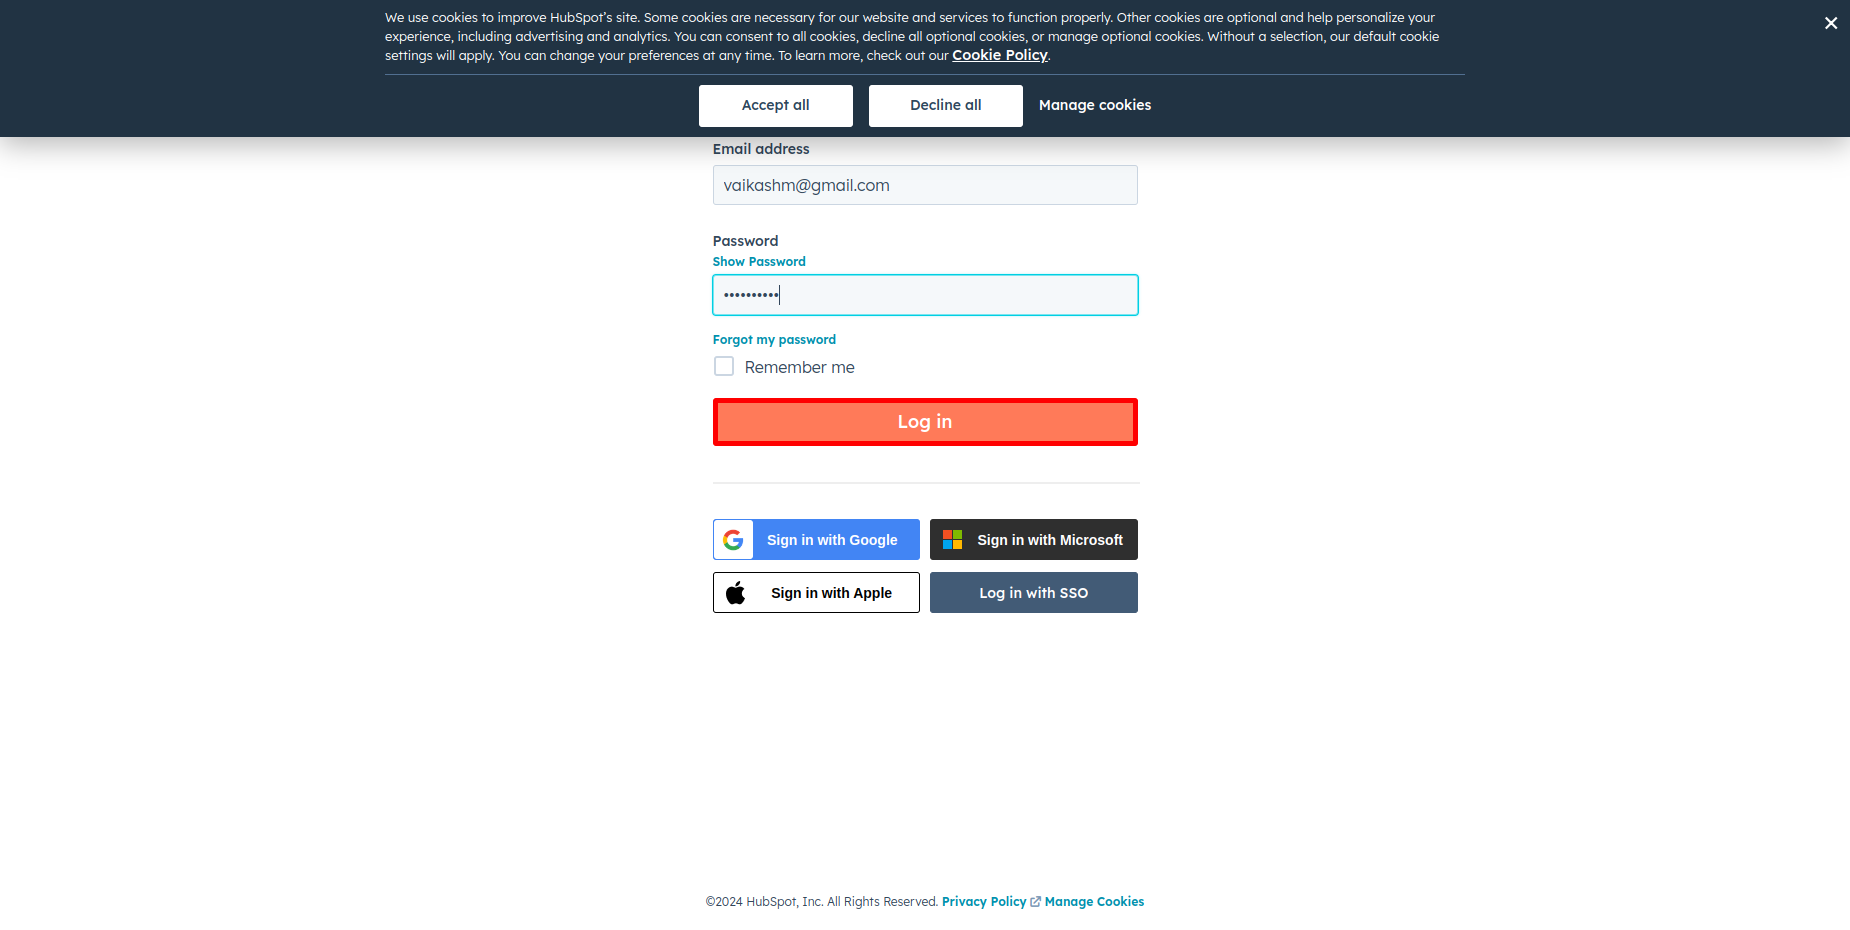 We use cookies to improve HubSpot's site. Some cookies are necessary for our website and services to function properly. Other cookies are optional and help personalize your
experience, including advertising and analytics. You can consent to all cookies, decline all optional cookies, or manage optional cookies. Without a selection, our default cookie
settings will apply. You can change your preferences at any time. To learn more, check out our Cookie Policy.
Accept all
Decline all
Manage cookies
Email address
vaikashm@gmail.com
Password
Show Password
••••••••••
Forgot my password
Remember me
Log in
Sign in with Google
Sign in with Microsoft
Sign in with Apple
Log in with SSO
©2024 HubSpot, Inc. All Rights Reserved. Privacy Policy Manage Cookies